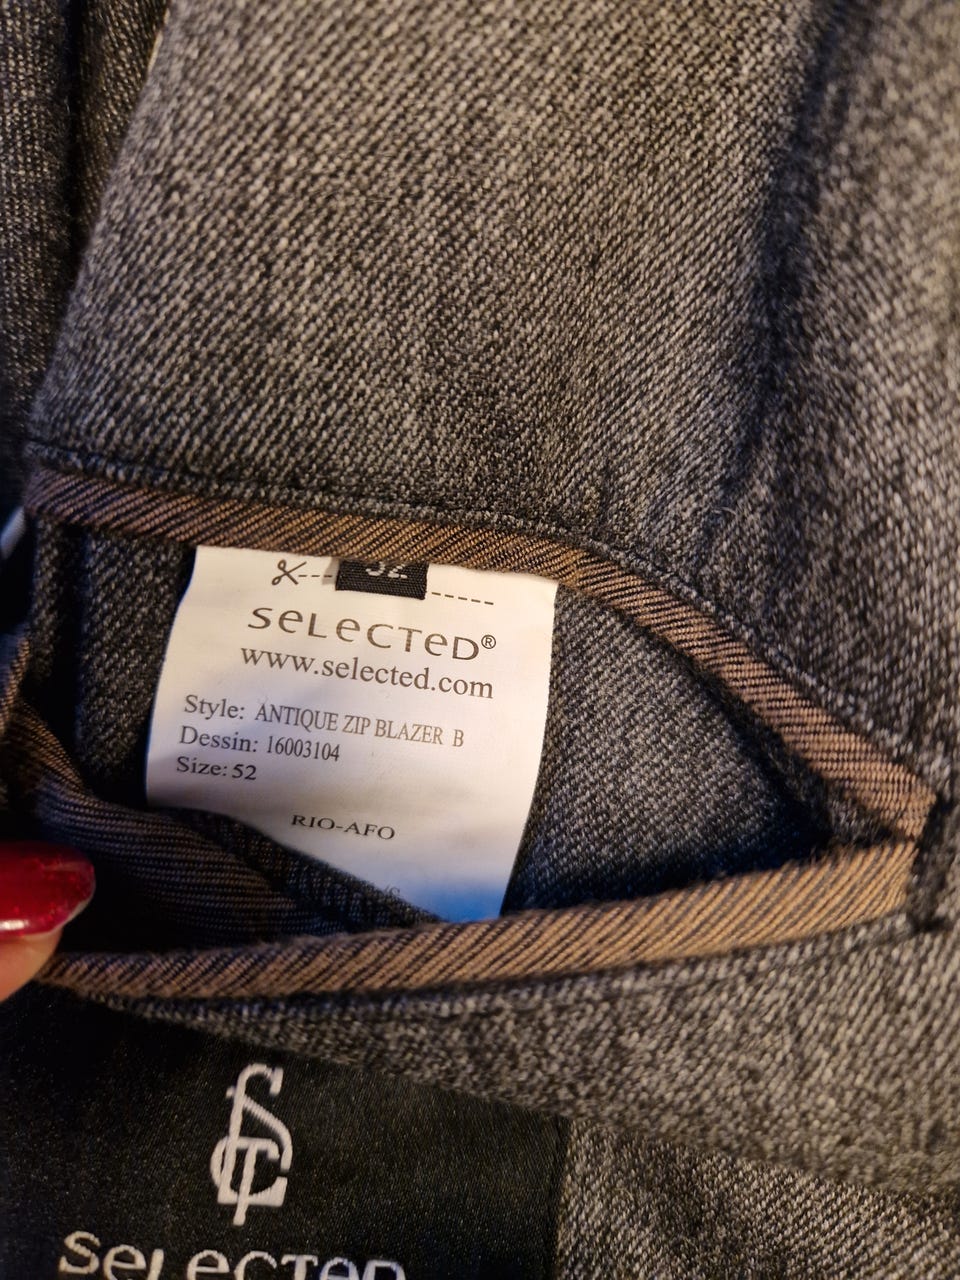 52
SELECTED®
www.selected.com
Style: ANTIQUE ZIP BLAZER B
Dessin: 16003104
Size: 52
RIO-AFO
SELECTED